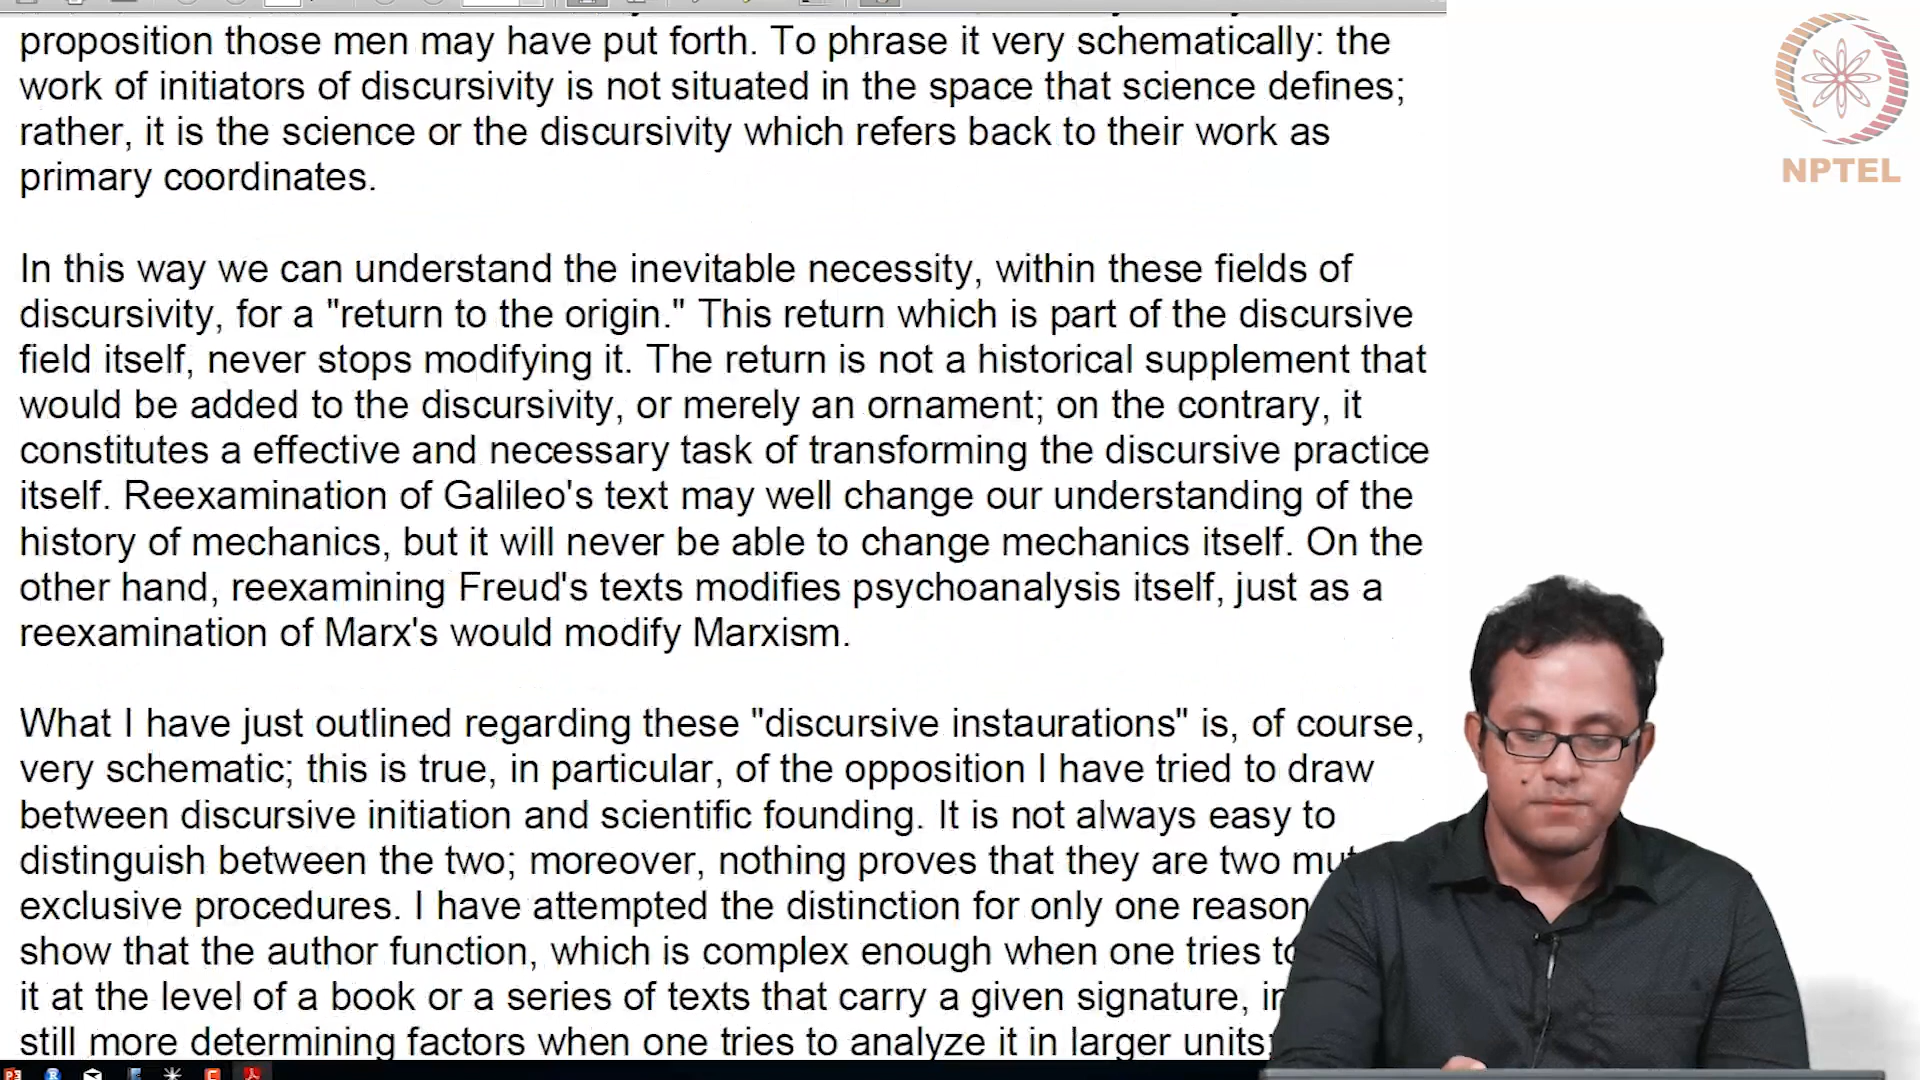 proposition those men may have put forth. To phrase it very schematically: the
work of initiators of discursivity is not situated in the space that science defines;
rather, it is the science or the discursivity which refers back to their work as
primary coordinates.
NPTEL
In this way we can understand the inevitable necessity, within these fields of
discursivity, for a "return to the origin." This return which is part of the discursive
field itself, never stops modifying it. The return is not a historical supplement that
would be added to the discursivity, or merely an ornament; on the contrary, it
constitutes a effective and necessary task of transforming the discursive practice
itself. Reexamination of Galileo's text may well change our understanding of the
history of mechanics, but it will never be able to change mechanics itself. On the
other hand, reexamining Freud's texts modifies psychoanalysis itself, just as a
reexamination of Marx's would modify Marxism.
What I have just outlined regarding these "discursive instaurations" is, of course,
very schematic; this is true, in particular, of the opposition I have tried to draw
between discursive initiation and scientific founding. It is not always easy to
distinguish between the two; moreover, nothing proves that they are two
exclusive procedures. I have attempted the distinction for only one reason
show that the author function, which is complex enough when one tries
it at the level of a book or a series of texts that carry a given signature,
still more determining factors when one tries to analyze it in larger units;